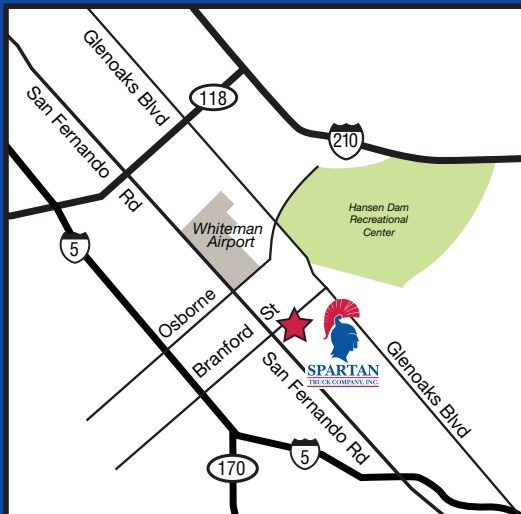 Glenoaks Blvd
San Fernando Rd
118
210
Hansen Dam
Recreational
Center
Whiteman
Airport
5
Osborne
Branford St
SPARTAN
TRUCK COMPANY, INC.
San Fernando Rd
Glenoaks Blvd
5
170